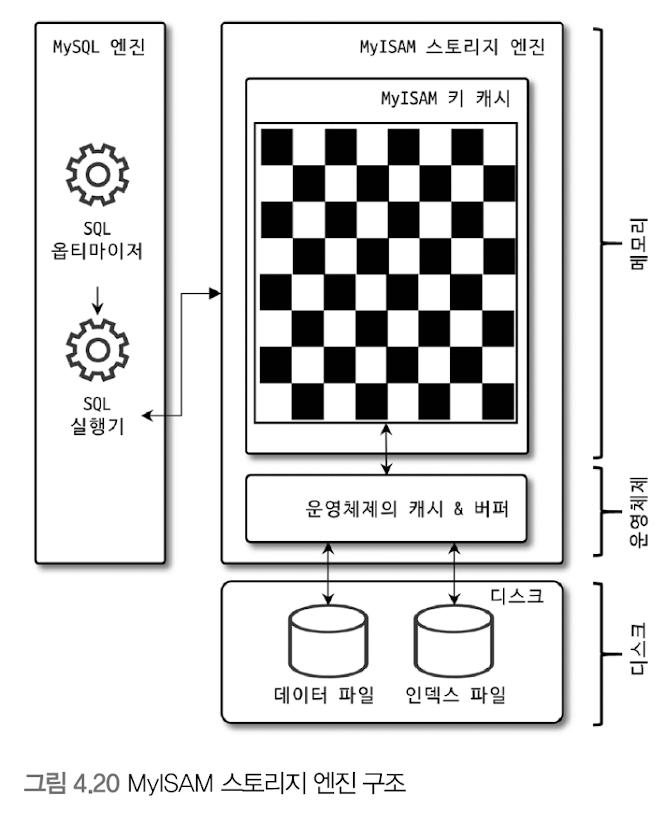 MySQL 엔진
SQL
옵티마이저
SQL
실행기
MyISAM 스토리지 엔진
MyISAM 키 캐시
운영체제의 캐시 & 버퍼
디스크
데이터 파일
인덱스 파일
메모리
운영체제
디스크
그림 4.20 MyISAM 스토리지 엔진 구조